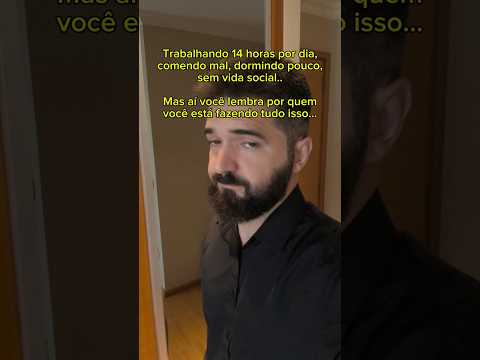 Trabalhando 14 horas por dia,
comendo mal, dormindo pouco,
sem vida social..
Mas aí você lembra por quem
você está fazendo tudo isso...